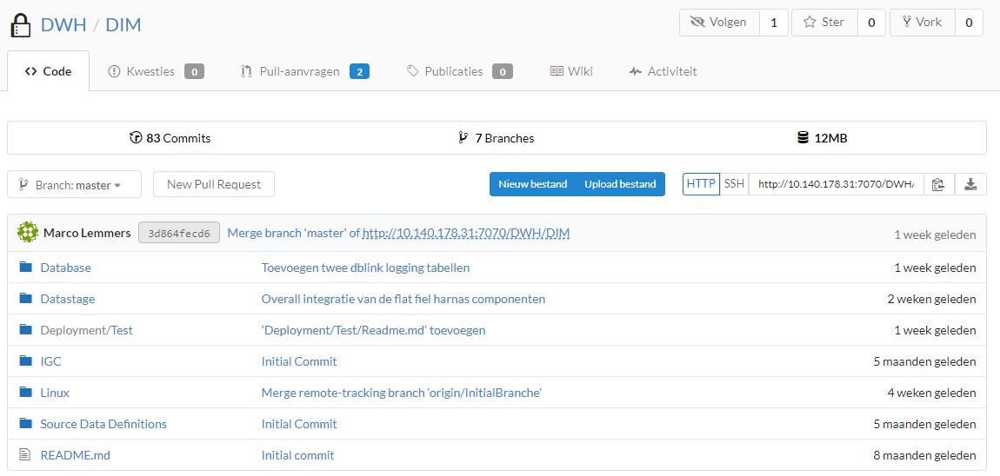 DWH / DIM
Volgen 1 Ster 0 Vork 0
Code Kwesties 0 Pull-aanvragen 2 Publicaties 0 Wiki Activiteit
83 Commits 7 Branches 12MB
Branch: master New Pull Request Nieuw bestand Upload bestand HTTP SSH http://10.140.178.31:7070/DWH/
Marco Lemmers 3d864fecd6 Merge branch 'master' of http://10.140.178.31:7070/DWH/DIM 1 week geleden
Database Toevoegen twee dblink logging tabellen 1 week geleden
Datastage Overall integratie van de flat fiel harnas componenten 2 weken geleden
Deployment/Test 'Deployment/Test/Readme.md' toevoegen 1 week geleden
IGC Initial Commit 5 maanden geleden
Linux Merge remote-tracking branch 'origin/InitialBranche' 4 weken geleden
Source Data Definitions Initial Commit 5 maanden geleden
README.md Initial commit 8 maanden geleden